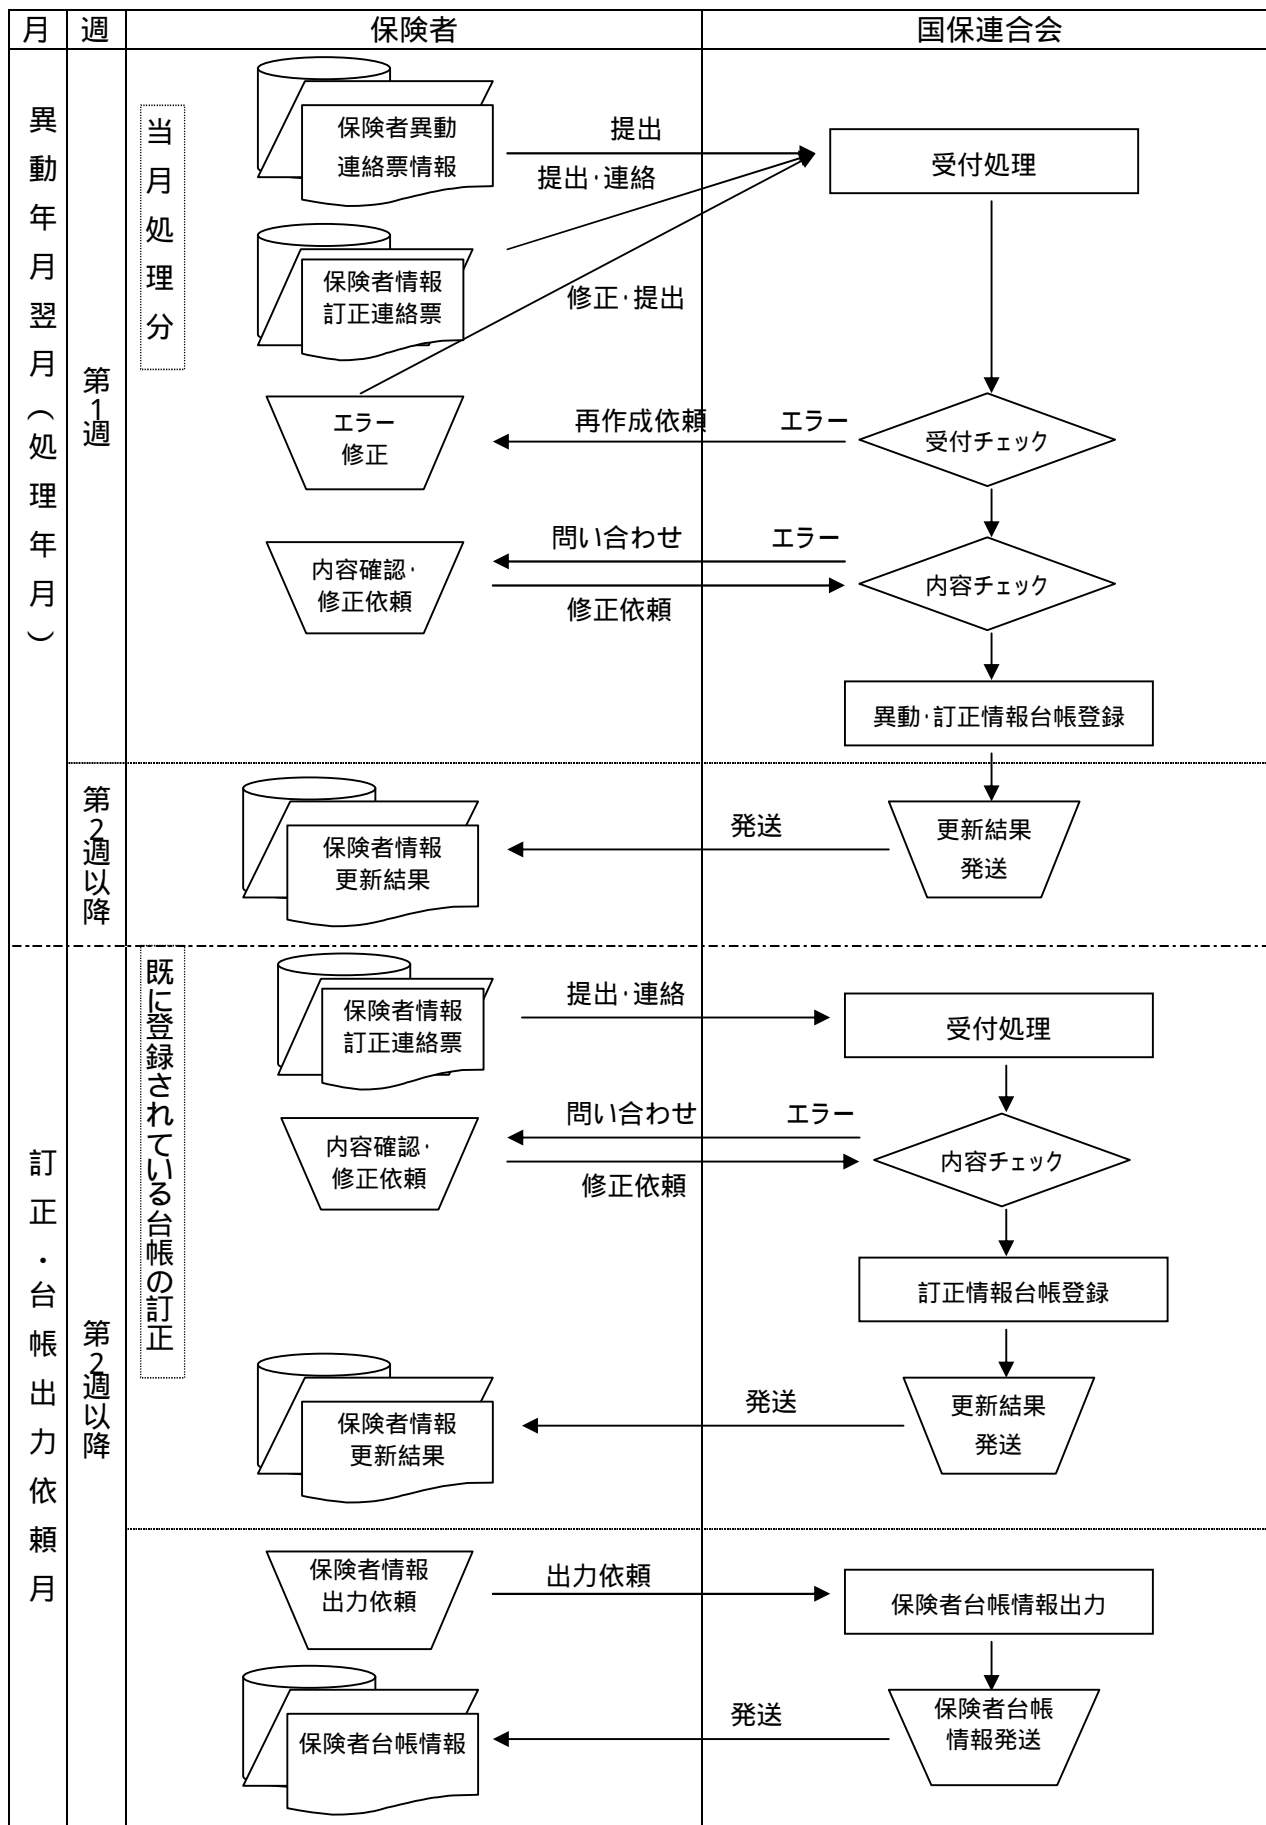 月
週
保険者
国保連合会
異動年月翌月（処理年月）
第1週
当月処理分
保険者異動
連絡票情報
提出
提出・連絡
受付処理
保険者情報
訂正連絡票
修正・提出
エラー
修正
再作成依頼
エラー
受付チェック
内容確認・
修正依頼
問い合わせ
エラー
修正依頼
内容チェック
異動・訂正情報台帳登録
第2週以降
保険者情報
更新結果
発送
更新結果
発送
訂正・台帳出力依頼月
第2週以降
既に登録されている台帳の訂正
保険者情報
訂正連絡票
提出・連絡
受付処理
内容確認・
修正依頼
問い合わせ
エラー
修正依頼
内容チェック
訂正情報台帳登録
保険者情報
更新結果
発送
更新結果
発送
保険者情報
出力依頼
出力依頼
保険者台帳情報出力
保険者台帳情報
発送
保険者台帳
情報発送